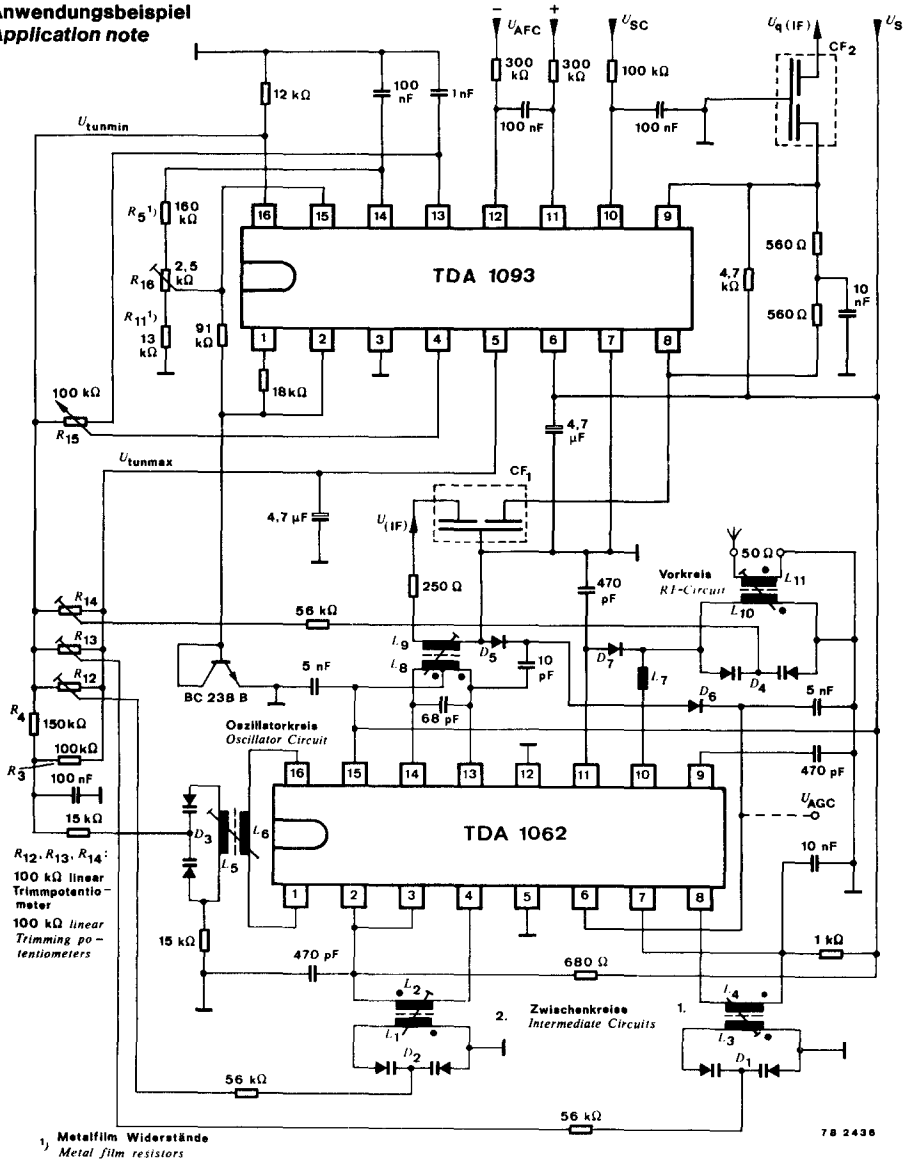 Anwendungsbeispiel
Application note
− +
U_AFC
U_SC
U_q (IF)
U_S
CF2
300 kΩ
300 kΩ
100 kΩ
12 kΩ
100 nF
1 nF
100 nF
100 nF
U_tunmin
R5 1)
160 kΩ
16 15 14 13 12 11 10 9
560 Ω
R16
2,5 kΩ
TDA 1093
4,7 kΩ
10 nF
560 Ω
R11 1)
13 kΩ
91 kΩ
1 2 3 4 5 6 7 8
18 kΩ
100 kΩ
R15
4,7 µF
U_tunmax
CF1
4,7 µF
U(IF)
50 Ω
250 Ω
470 pF
Vorkreis
RF-Circuit
L11
L10
R14
56 kΩ
R13
L9
D5
D7
R12
L8
10 pF
L7
D4
BC 238 B
5 nF
D6
5 nF
R4
150 kΩ
68 pF
Oszillatorkreis
Oscillator Circuit
100 kΩ
R3
100 nF
16 15 14 13 12 11 10 9
470 pF
U_AGC
15 kΩ
D3
L6
L5
TDA 1062
10 nF
R12, R13, R14:
100 kΩ linear
Trimmpotentio-
meter
100 kΩ linear
Trimming po-
tentiometers
1 2 3 4 5 6 7 8
15 kΩ
470 pF
680 Ω
1 kΩ
L2
L1
2. Zwischenkreise 1.
Intermediate Circuits
L4
L3
D2
D1
56 kΩ
56 kΩ
1) Metalfilm Widerstände
Metal film resistors
78 2436